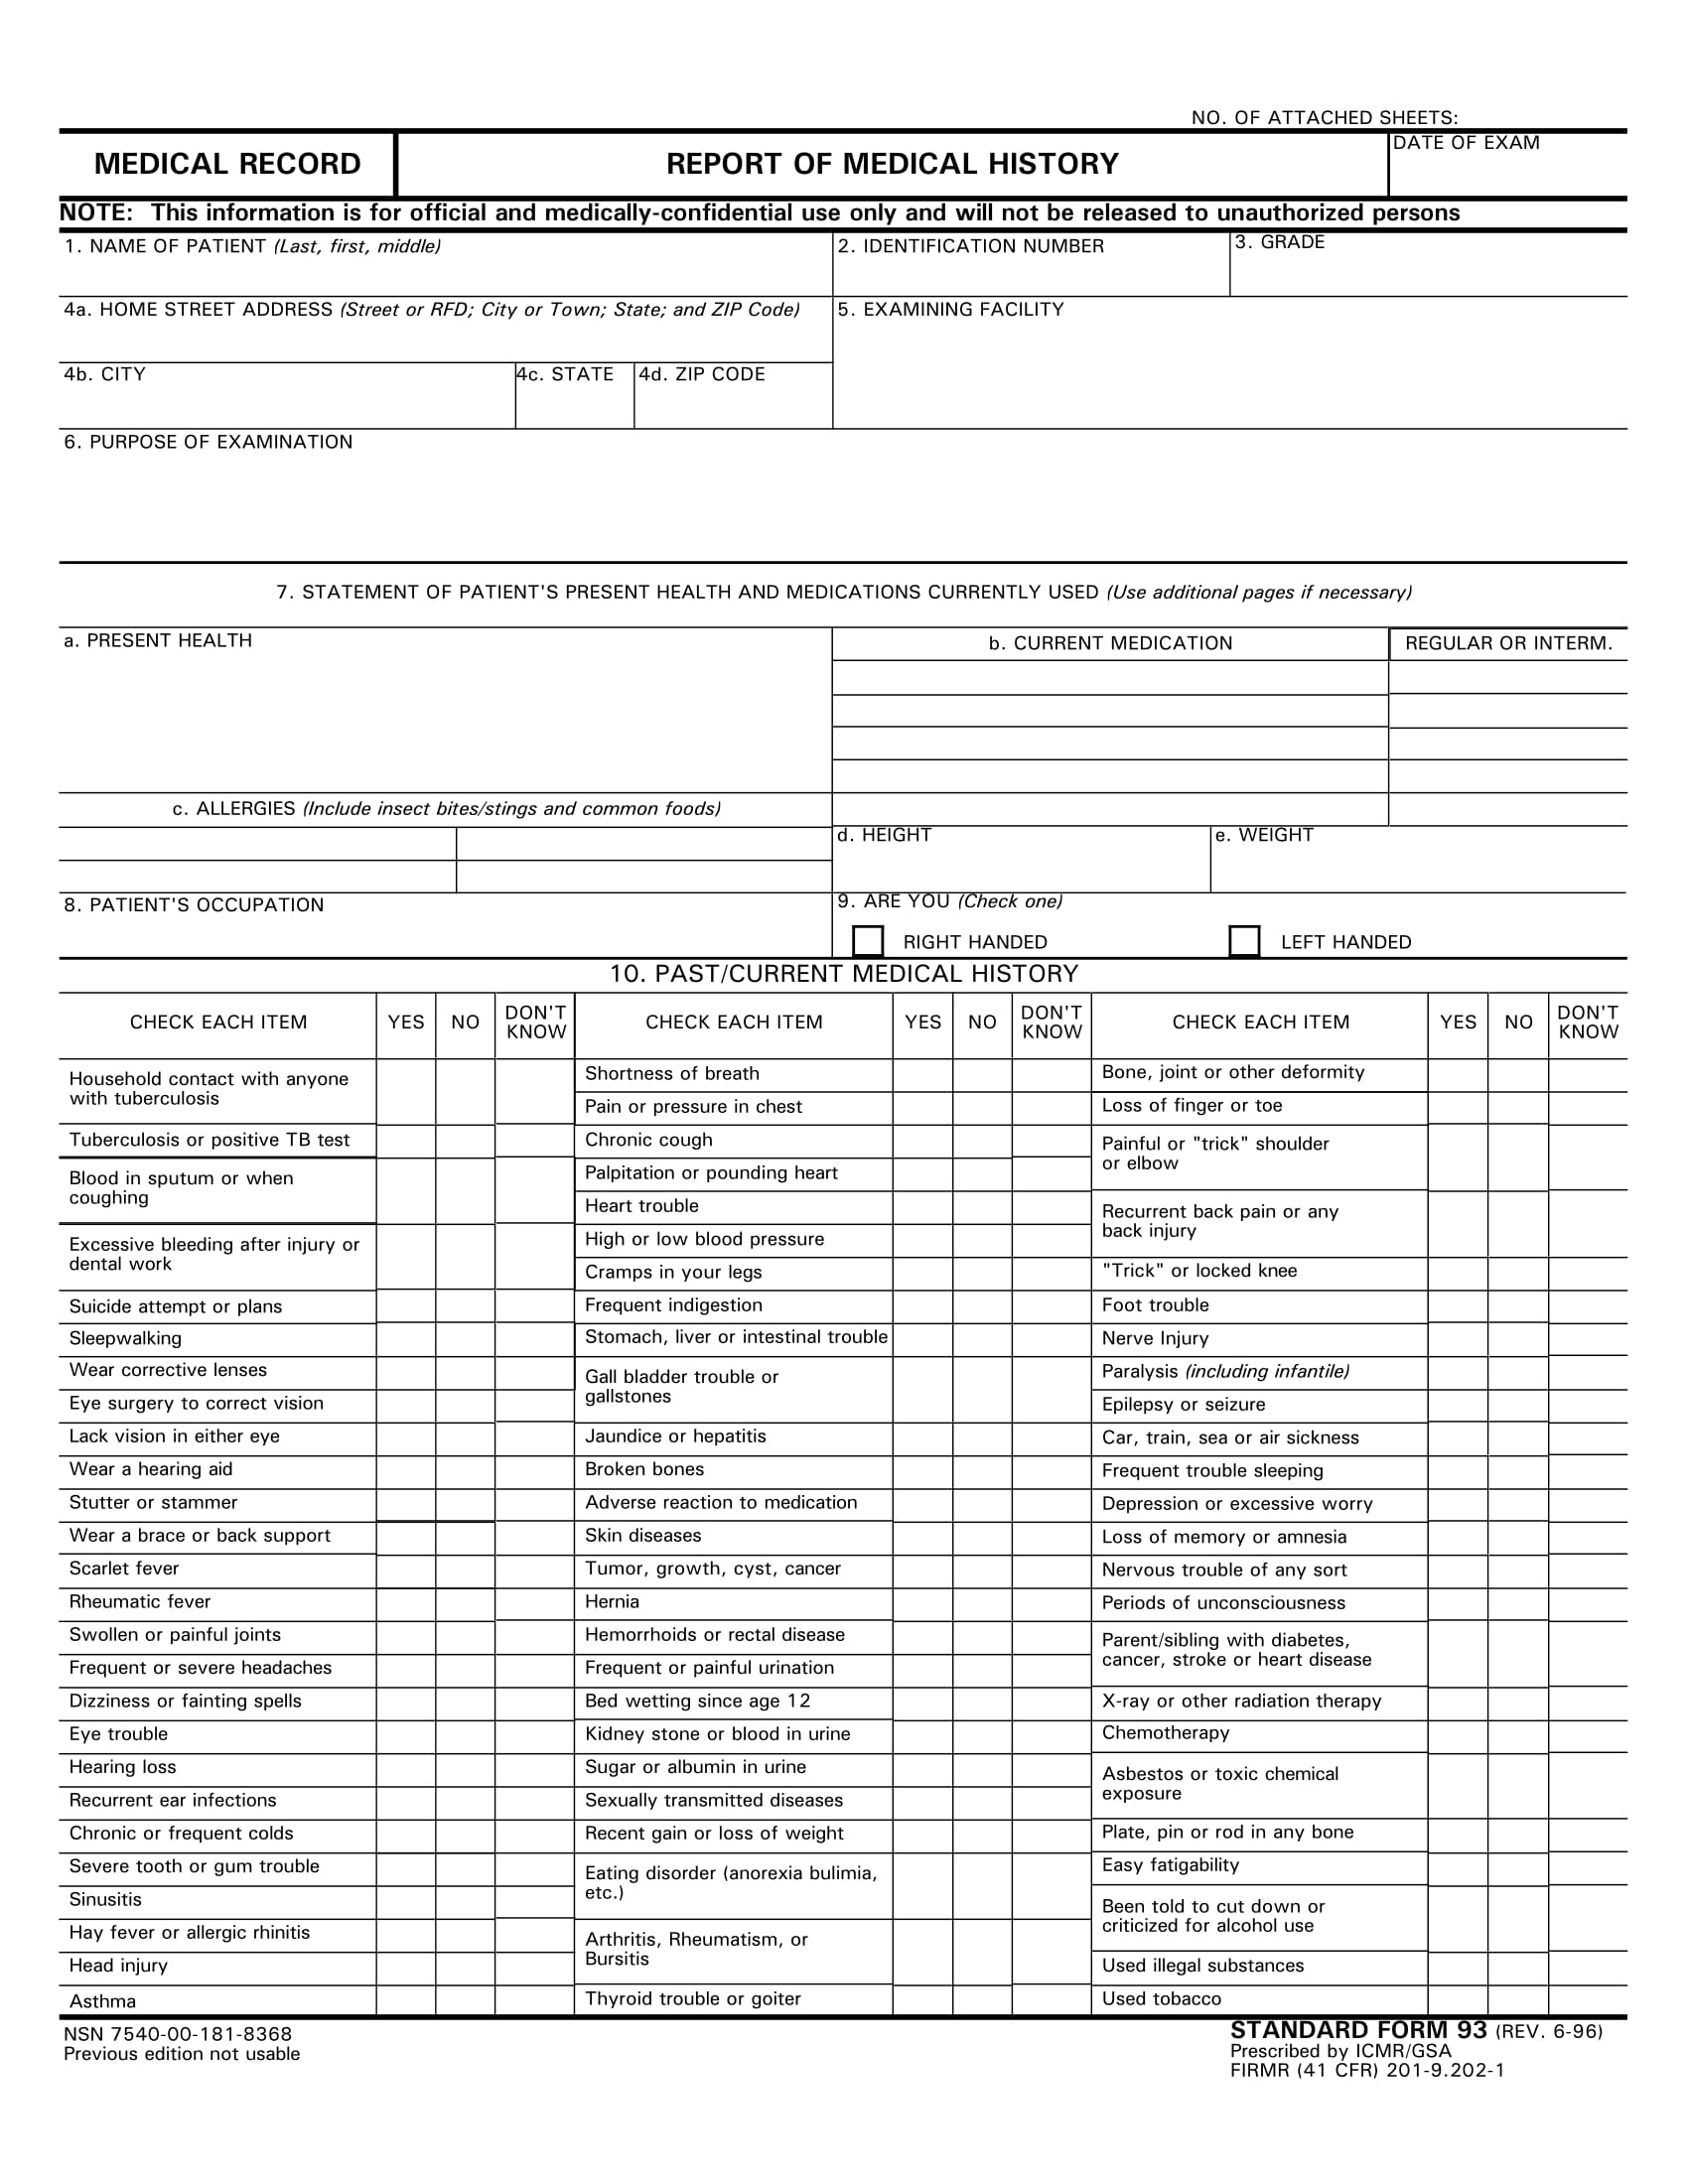 NO. OF ATTACHED SHEETS:
MEDICAL RECORD
REPORT OF MEDICAL HISTORY
DATE OF EXAM
NOTE: This information is for official and medically-confidential use only and will not be released to unauthorized persons
1. NAME OF PATIENT (Last, first, middle)
2. IDENTIFICATION NUMBER
3. GRADE
4a. HOME STREET ADDRESS (Street or RFD; City or Town; State; and ZIP Code)
5. EXAMINING FACILITY
4b. CITY
4c. STATE
4d. ZIP CODE
6. PURPOSE OF EXAMINATION
7. STATEMENT OF PATIENT'S PRESENT HEALTH AND MEDICATIONS CURRENTLY USED (Use additional pages if necessary)
a. PRESENT HEALTH
b. CURRENT MEDICATION
REGULAR OR INTERM.
c. ALLERGIES (Include insect bites/stings and common foods)
d. HEIGHT
e. WEIGHT
8. PATIENT'S OCCUPATION
9. ARE YOU (Check one)
RIGHT HANDED
LEFT HANDED
10. PAST/CURRENT MEDICAL HISTORY
CHECK EACH ITEM
YES
NO
DON'T
KNOW
Household contact with anyone
with tuberculosis
Tuberculosis or positive TB test
Blood in sputum or when
coughing
Excessive bleeding after injury or
dental work
Suicide attempt or plans
Sleepwalking
Wear corrective lenses
Eye surgery to correct vision
Lack vision in either eye
Wear a hearing aid
Stutter or stammer
Wear a brace or back support
Scarlet fever
Rheumatic fever
Swollen or painful joints
Frequent or severe headaches
Dizziness or fainting spells
Eye trouble
Hearing loss
Recurrent ear infections
Chronic or frequent colds
Severe tooth or gum trouble
Sinusitis
Hay fever or allergic rhinitis
Head injury
Asthma
CHECK EACH ITEM
YES
NO
DON'T
KNOW
Shortness of breath
Pain or pressure in chest
Chronic cough
Palpitation or pounding heart
Heart trouble
High or low blood pressure
Cramps in your legs
Frequent indigestion
Stomach, liver or intestinal trouble
Gall bladder trouble or
gallstones
Jaundice or hepatitis
Broken bones
Adverse reaction to medication
Skin diseases
Tumor, growth, cyst, cancer
Hernia
Hemorrhoids or rectal disease
Frequent or painful urination
Bed wetting since age 12
Kidney stone or blood in urine
Sugar or albumin in urine
Sexually transmitted diseases
Recent gain or loss of weight
Eating disorder (anorexia bulimia,
etc.)
Arthritis, Rheumatism, or
Bursitis
Thyroid trouble or goiter
CHECK EACH ITEM
YES
NO
DON'T
KNOW
Bone, joint or other deformity
Loss of finger or toe
Painful or "trick" shoulder
or elbow
Recurrent back pain or any
back injury
"Trick" or locked knee
Foot trouble
Nerve Injury
Paralysis (including infantile)
Epilepsy or seizure
Car, train, sea or air sickness
Frequent trouble sleeping
Depression or excessive worry
Loss of memory or amnesia
Nervous trouble of any sort
Periods of unconsciousness
Parent/sibling with diabetes,
cancer, stroke or heart disease
X-ray or other radiation therapy
Chemotherapy
Asbestos or toxic chemical
exposure
Plate, pin or rod in any bone
Easy fatigability
Been told to cut down or
criticized for alcohol use
Used illegal substances
Used tobacco
NSN 7540-00-181-8368
Previous edition not usable
STANDARD FORM 93 (REV. 6-96)
Prescribed by ICMR/GSA
FIRMR (41 CFR) 201-9.202-1